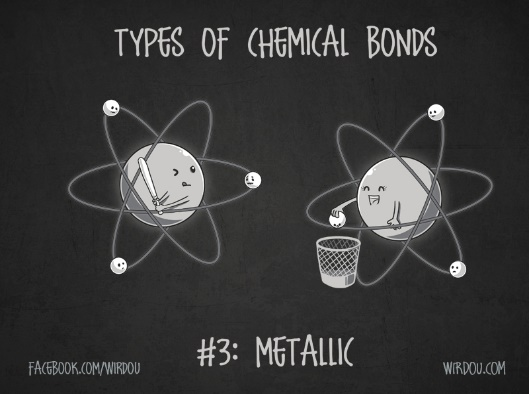 TYPES OF CHEMICAL BONDS
#3: METALLIC
FACEBOOK.COM/WIRDOU
WIRDOU.COM